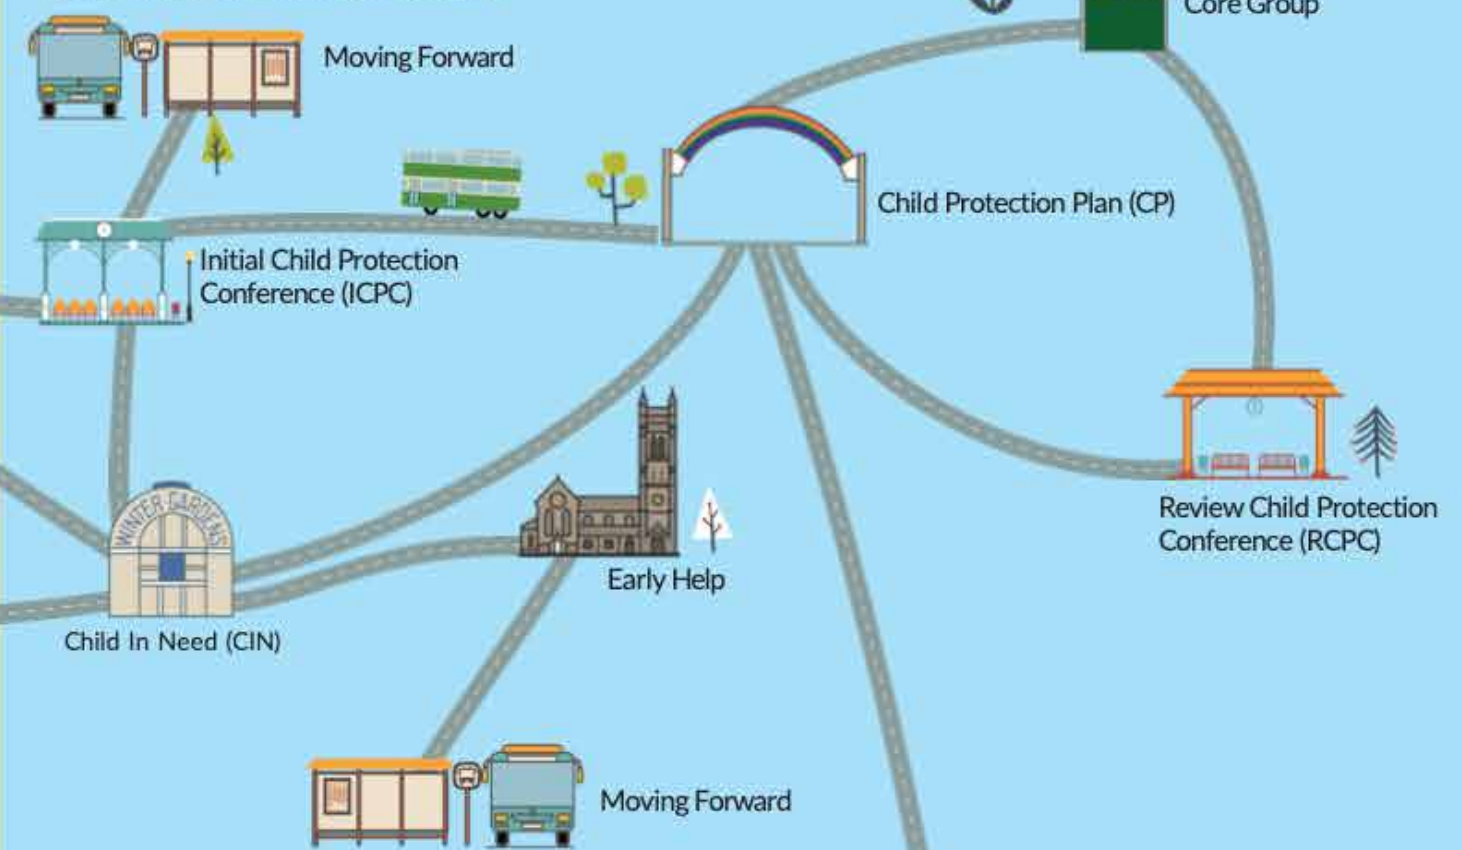 Core Group
Moving Forward
Child Protection Plan (CP)
Initial Child Protection
Conference (ICPC)
WINTER GARDENS
Review Child Protection
Conference (RCPC)
Early Help
Child In Need (CIN)
Moving Forward